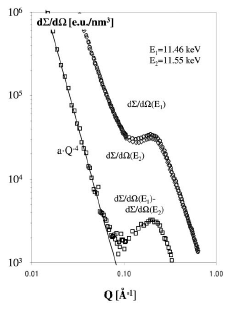 dΣ/dΩ [e.u./nm³]
10⁶
E₁=11.46 keV
E₂=11.55 keV
10⁵
dΣ/dΩ(E₁)
a·Q⁻⁴
dΣ/dΩ(E₂)
10⁴
dΣ/dΩ(E₁)-
dΣ/dΩ(E₂)
10³
0.01 0.10 1.00
Q [Å⁻¹]